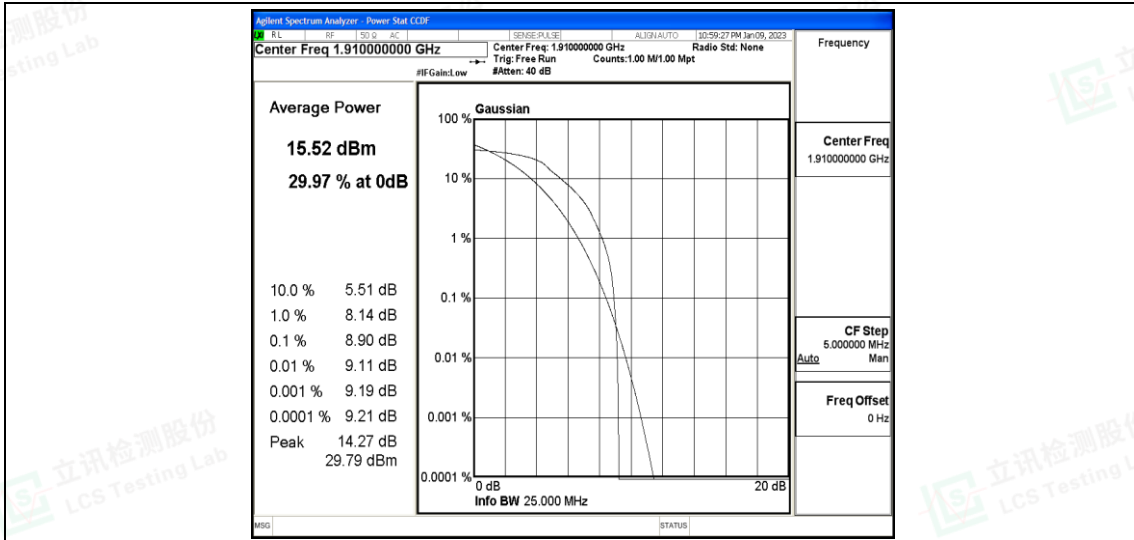 Agilent Spectrum Analyzer - Power Stat CCDF
RL RF 50 Ω AC SENSE:PULSE ALIGNAUTO 10:59:27 PM Jan 09, 2023
Center Freq 1.910000000 GHz
Center Freq: 1.910000000 GHz Radio Std: None
Trig: Free Run Counts:1.00 M/1.00 Mpt
#IFGain:Low #Atten: 40 dB
Frequency
Average Power
15.52 dBm
29.97 % at 0dB
10.0 % 5.51 dB
1.0 % 8.14 dB
0.1 % 8.90 dB
0.01 % 9.11 dB
0.001 % 9.19 dB
0.0001 % 9.21 dB
Peak 14.27 dB
29.79 dBm
Gaussian
100 %
10 %
1 %
0.1 %
0.01 %
0.001 %
0.0001 %
0 dB 20 dB
Info BW 25.000 MHz
Center Freq
1.910000000 GHz
CF Step
5.000000 MHz
Auto Man
Freq Offset
0 Hz
MSG STATUS
立讯检测股份
LCS Testing Lab
立讯检测股份
LCS Testing L
测股份
sting Lab